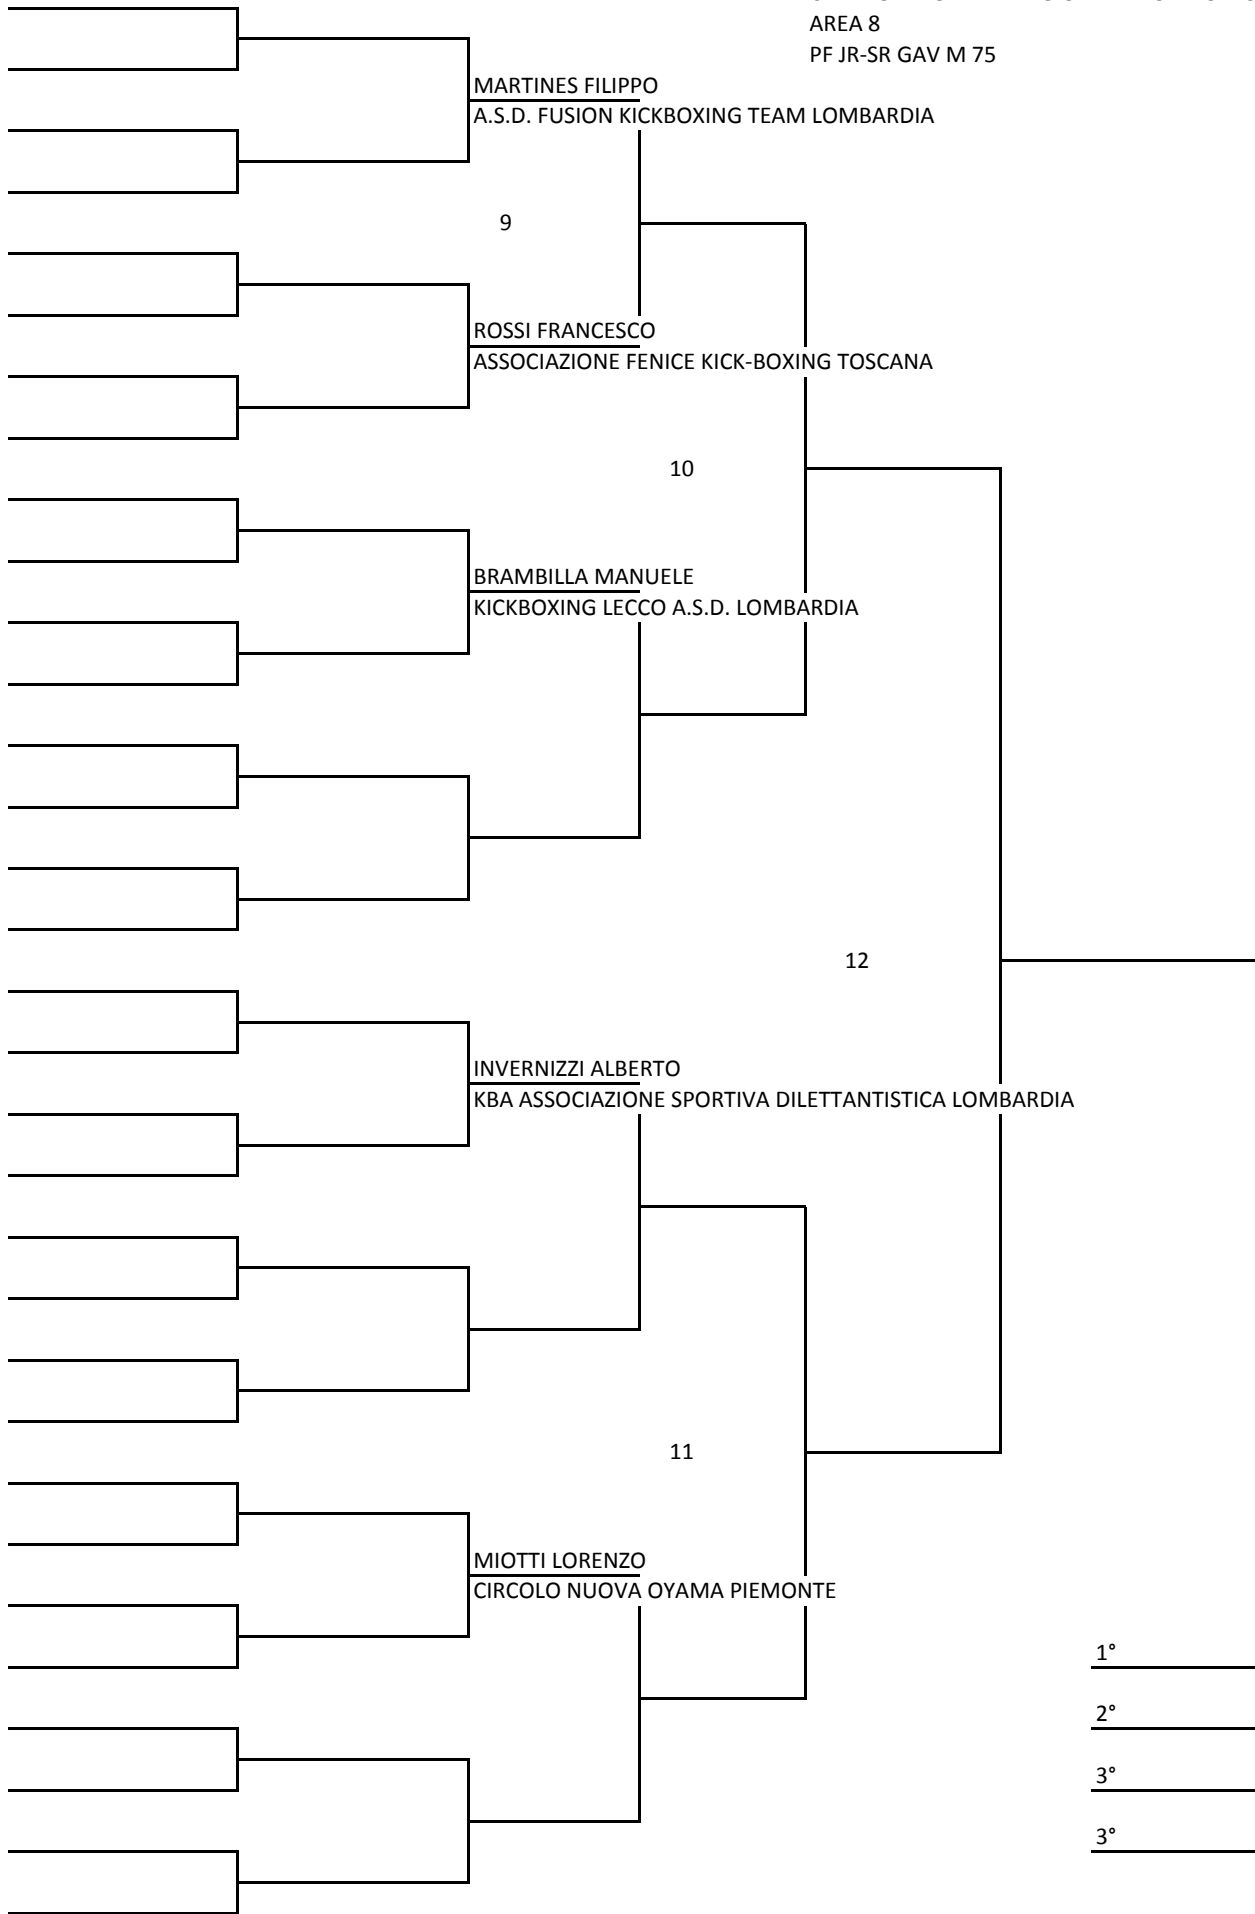 AREA 8
PF JR-SR GAV M 75
MARTINES FILIPPO
A.S.D. FUSION KICKBOXING TEAM LOMBARDIA
9
ROSSI FRANCESCO
ASSOCIAZIONE FENICE KICK-BOXING TOSCANA
10
BRAMBILLA MANUELE
KICKBOXING LECCO A.S.D. LOMBARDIA
12
INVERNIZZI ALBERTO
KBA ASSOCIAZIONE SPORTIVA DILETTANTISTICA LOMBARDIA
11
MIOTTI LORENZO
CIRCOLO NUOVA OYAMA PIEMONTE
1°
2°
3°
3°